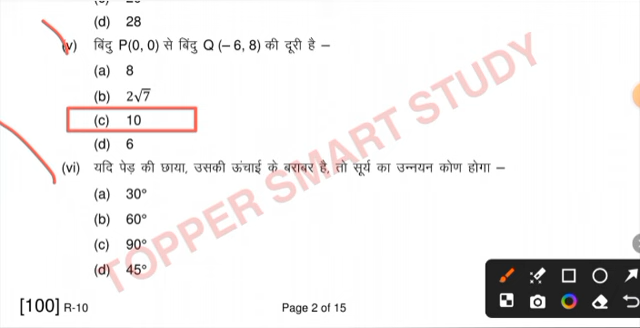 (d) 28
(v) बिंदु P(0, 0) से बिंदु Q (– 6, 8) की दूरी है –
(a) 8
(b) 2√7
(c) 10
(d) 6
(vi) यदि पेड़ की छाया, उसकी ऊंचाई के बराबर है, तो सूर्य का उन्नयन कोण होगा –
(a) 30°
(b) 60°
(c) 90°
(d) 45°
TOPPER SMART STUDY
[100] R-10 Page 2 of 15